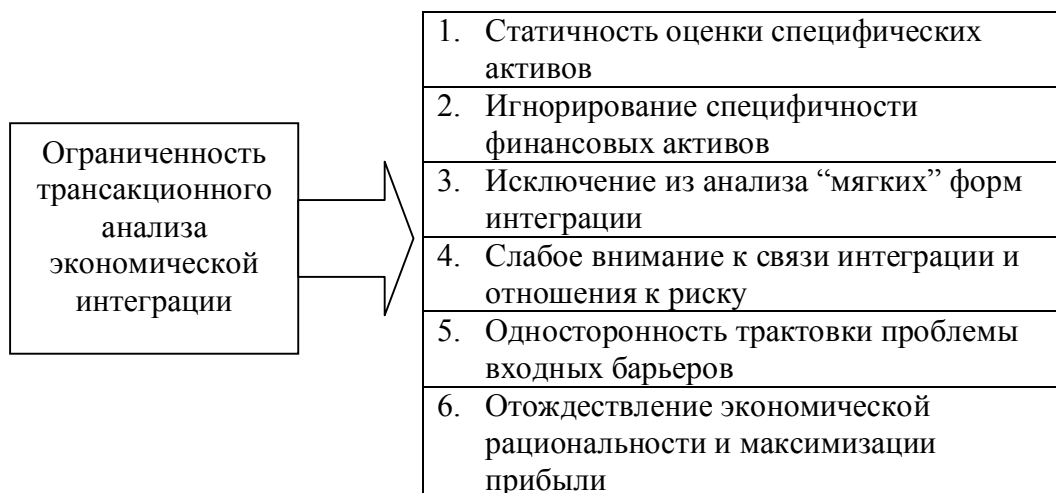 Ограниченность
трансакционного
анализа
экономической
интеграции
1. Статичность оценки специфических
активов
2. Игнорирование специфичности
финансовых активов
3. Исключение из анализа “мягких” форм
интеграции
4. Слабое внимание к связи интеграции и
отношения к риску
5. Односторонность трактовки проблемы
входных барьеров
6. Отождествление экономической
рациональности и максимизации
прибыли